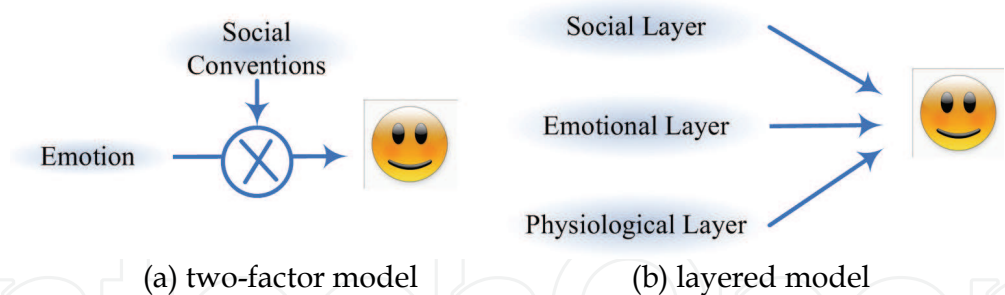 Social
Conventions
Emotion
(a) two-factor model
Social Layer
Emotional Layer
Physiological Layer
(b) layered model